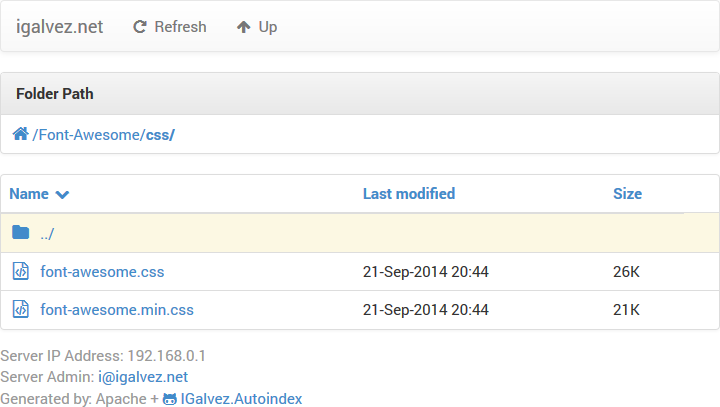 igalvez.net Refresh Up
Folder Path
/Font-Awesome/css/
Name Last modified Size
../
font-awesome.css 21-Sep-2014 20:44 26K
font-awesome.min.css 21-Sep-2014 20:44 21K
Server IP Address: 192.168.0.1
Server Admin: i@igalvez.net
Generated by: Apache + IGalvez.Autoindex